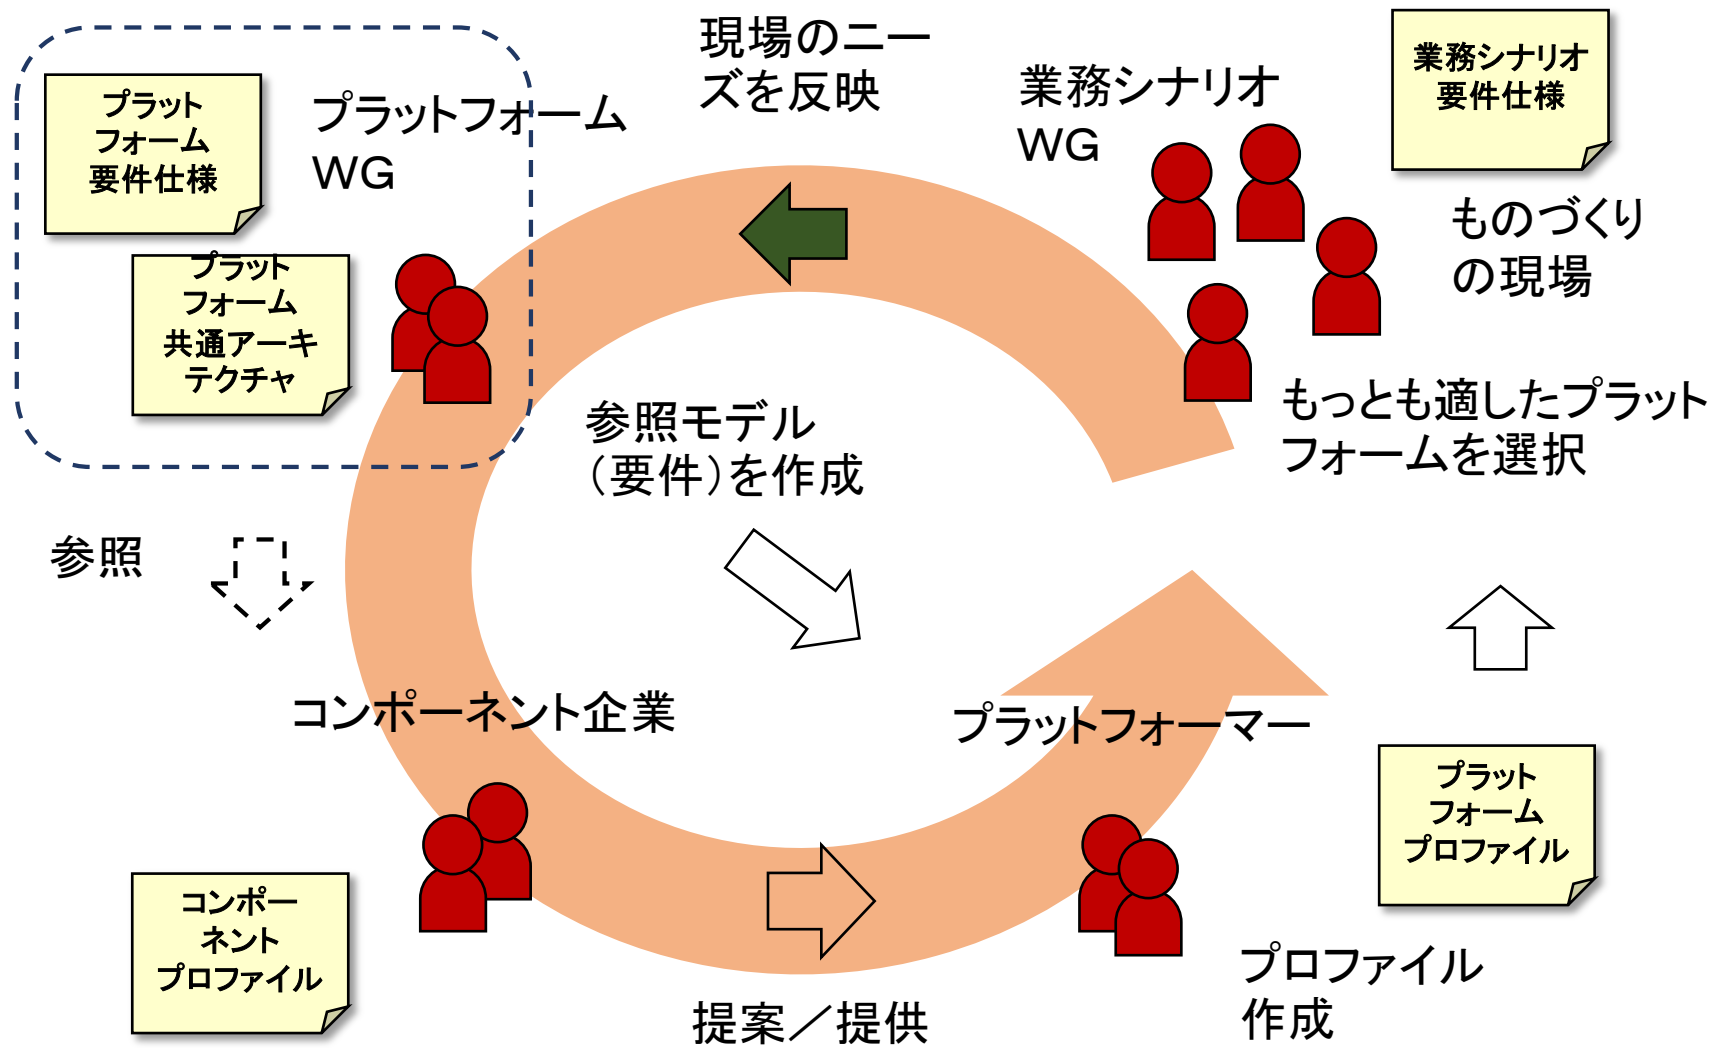 プラット
フォーム
要件仕様
プラットフォーム
WG
プラット
フォーム
共通アーキ
テクチャ
現場のニー
ズを反映
業務シナリオ
WG
業務シナリオ
要件仕様
ものづくり
の現場
もっとも適したプラット
フォームを選択
参照モデル
(要件)を作成
参照
コンポーネント企業
プラットフォーマー
プラット
フォーム
プロファイル
コンポー
ネント
プロファイル
提案/提供
プロファイル
作成